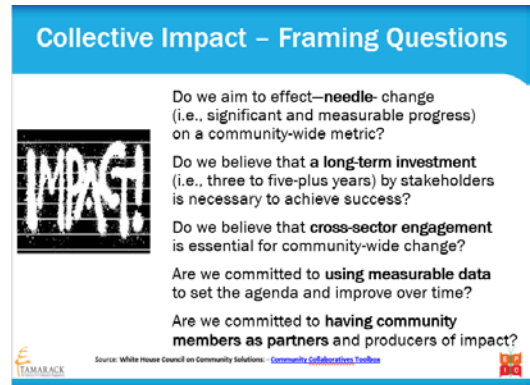 Collective Impact – Framing Questions
Do we aim to effect—needle- change
(i.e., significant and measurable progress)
on a community-wide metric?
IMPACT!
Do we believe that a long-term investment
(i.e., three to five-plus years) by stakeholders
is necessary to achieve success?
Do we believe that cross-sector engagement
is essential for community-wide change?
Are we committed to using measurable data
to set the agenda and improve over time?
Are we committed to having community
members as partners and producers of impact?
Source: White House Council on Community Solutions: - Community Collaboratives Toolbox
TAMARACK
EPIC